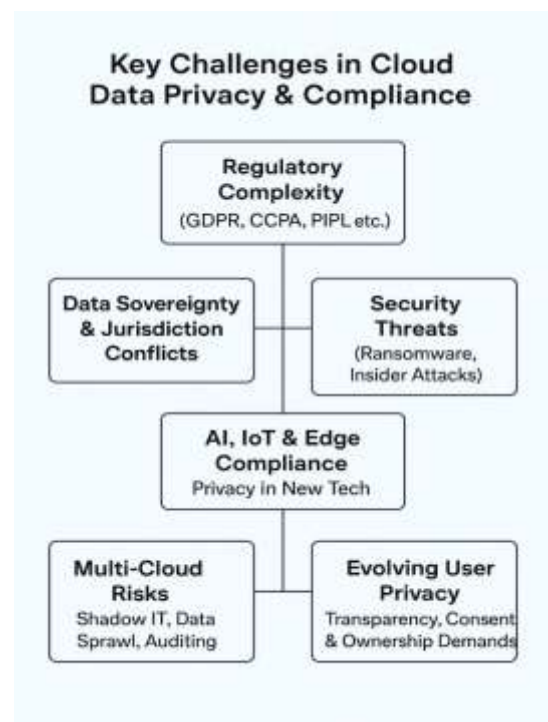 Key Challenges in Cloud
Data Privacy & Compliance
Regulatory
Complexity
(GDPR, CCPA, PIPL etc.)
Data Sovereignty
& Jurisdiction
Conflicts
Security
Threats
(Ransomware,
Insider Attacks)
AI, IoT & Edge
Compliance
Privacy in New Tech
Multi-Cloud
Risks
Shadow IT, Data
Sprawl, Auditing
Evolving User
Privacy
Transparency, Consent
& Ownership Demands